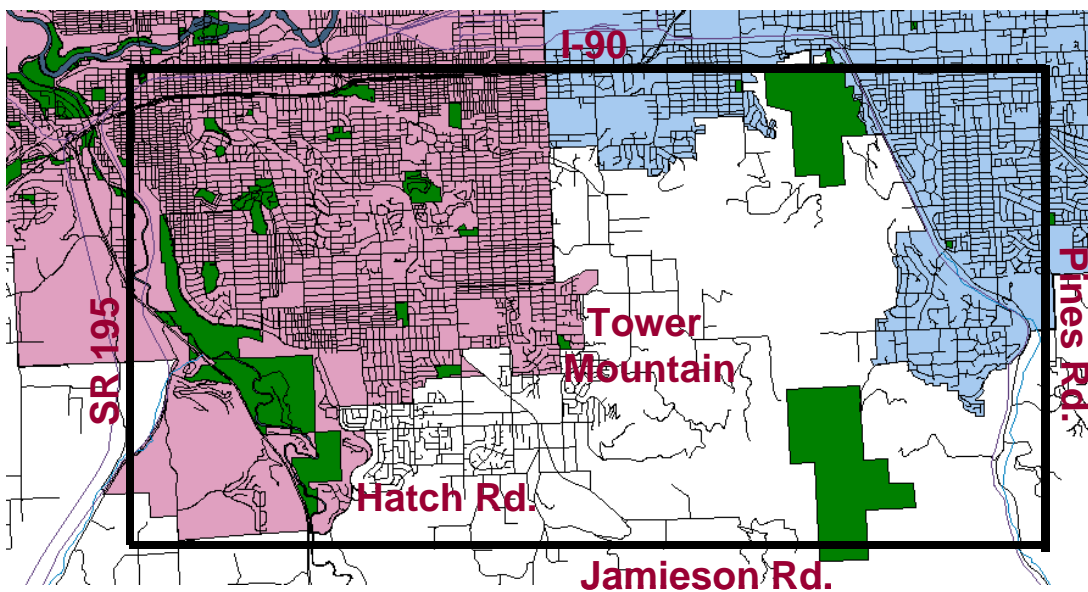 I-90
SR 195
Tower
Mountain
Pines Rd.
Hatch Rd.
Jamieson Rd.